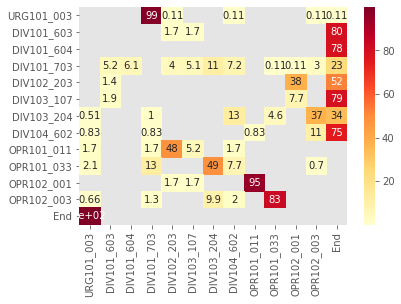 URG101_003 99 0.11 0.11 0.11 0.11
DIV101_603 1.7 1.7 80
DIV101_604 78
DIV101_703 5.2 6.1 4 5.1 11 7.2 0.11 0.11 3 23
DIV102_203 1.4 38 52
DIV103_107 1.9 7.7 79
DIV103_204 0.51 1 13 4.6 37 34
DIV104_602 0.83 0.83 0.83 11 75
OPR101_011 1.7 1.7 48 5.2 1.7
OPR101_033 2.1 13 49 7.7 0.7
OPR102_001 1.7 1.7 95
OPR102_003 0.66 1.3 9.9 2 83
End e+02
URG101_003 DIV101_603 DIV101_604 DIV101_703 DIV102_203 DIV103_107 DIV103_204 DIV104_602 OPR101_011 OPR101_033 OPR102_001 OPR102_003 End
80
60
40
20